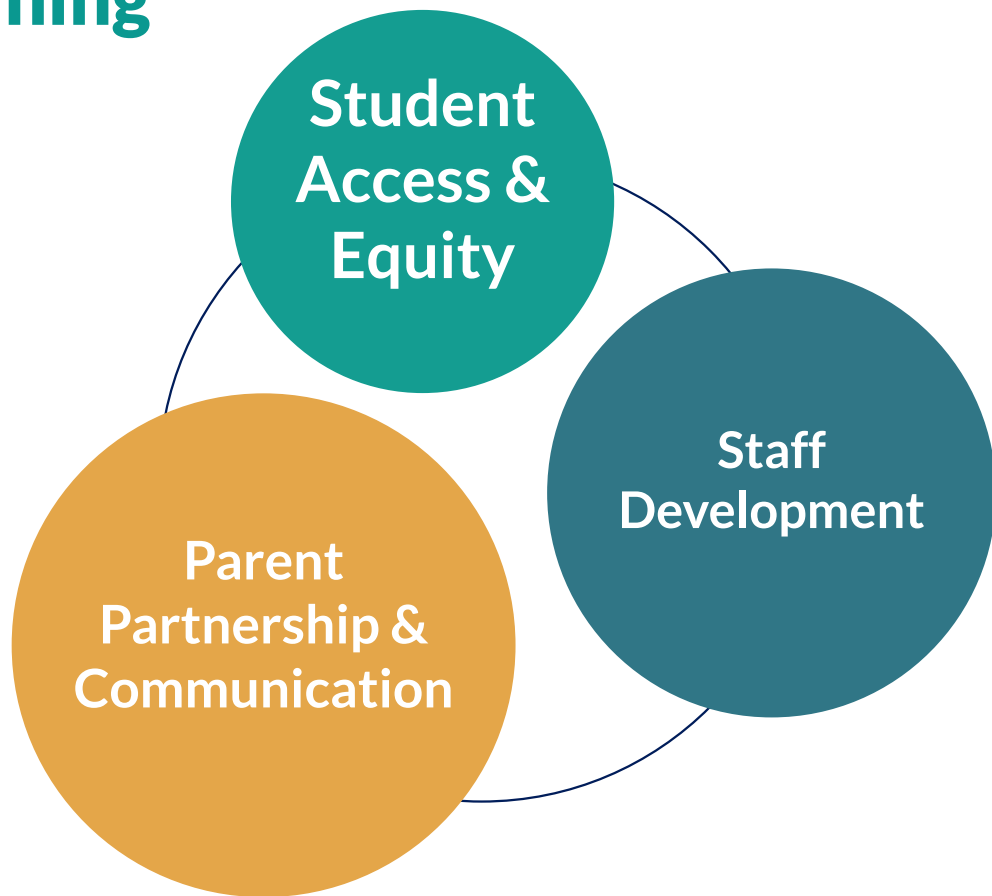 Student
Access &
Equity
Staff
Development
Parent
Partnership &
Communication